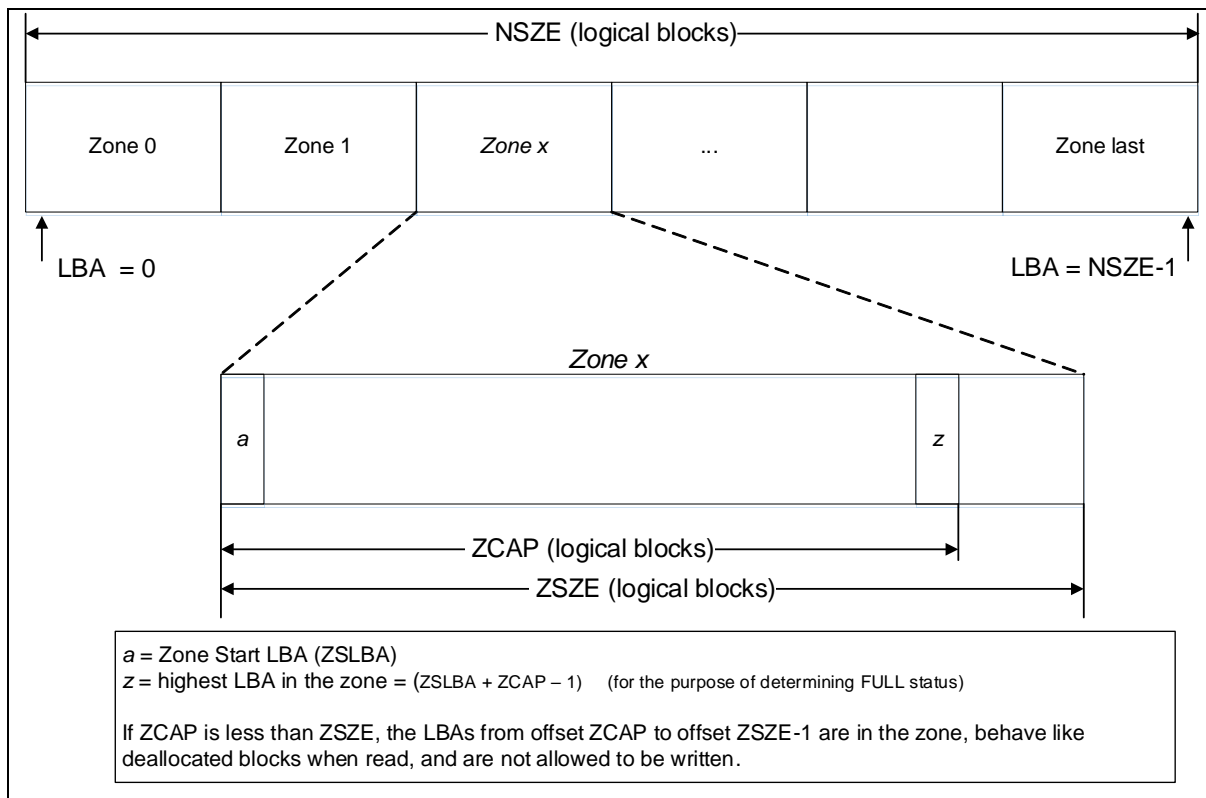 NSZE (logical blocks)
Zone 0 Zone 1 Zone x ... Zone last
LBA = 0 LBA = NSZE-1
Zone x
a z
ZCAP (logical blocks)
ZSZE (logical blocks)
a = Zone Start LBA (ZSLBA)
z = highest LBA in the zone = (ZSLBA + ZCAP – 1) (for the purpose of determining FULL status)
If ZCAP is less than ZSZE, the LBAs from offset ZCAP to offset ZSZE-1 are in the zone, behave like
deallocated blocks when read, and are not allowed to be written.